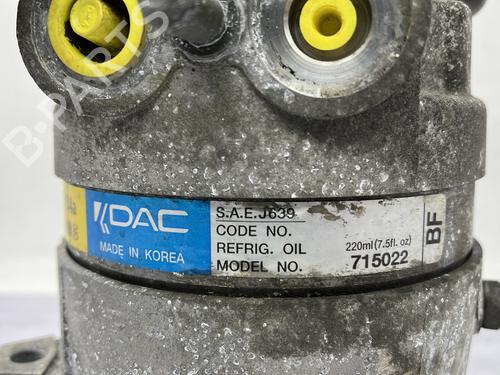 B-PARTS
DAC
MADE IN KOREA
S.A.E.J639
CODE NO.
REFRIG. OIL 220ml(7.5fl. oz)
MODEL NO. 715022
BF